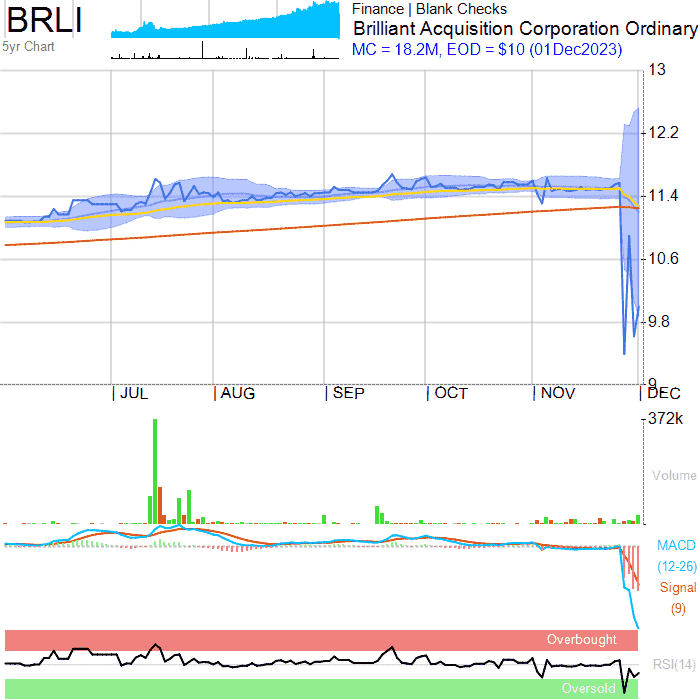 BRLI
5yr Chart
Finance | Blank Checks
Brilliant Acquisition Corporation Ordinary
MC = 18.2M, EOD = $10 (01Dec2023)
13
12.2
11.4
10.6
9.8
9
JUL AUG SEP OCT NOV DEC
372k
Volume
MACD
(12-26)
Signal
(9)
Overbought
RSI(14)
Oversold